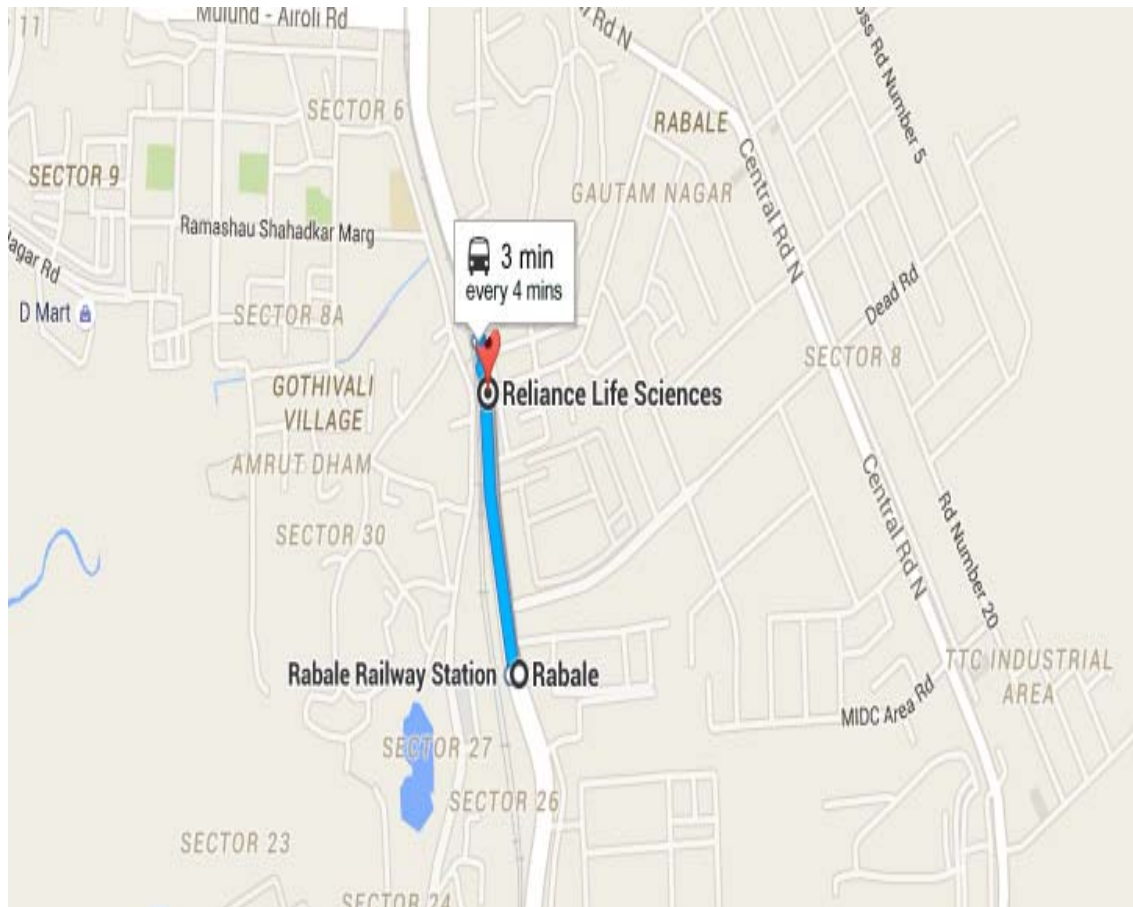 Mulund - Airoli Rd
11
Rd N
SECTOR 6
RABALE
Rd Number 5
SECTOR 9
GAUTAM NAGAR
Central Rd N
Ramashau Shahadkar Marg
Nagar Rd
3 min
every 4 mins
D Mart
SECTOR 8A
Dead Rd
SECTOR 8
GOTHIVALI
VILLAGE
Reliance Life Sciences
AMRUT DHAM
Central Rd N
SECTOR 30
Rd Number 20
Rabale Railway Station
Rabale
TTC INDUSTRIAL
AREA
MIDC Area Rd
SECTOR 27
SECTOR 26
SECTOR 23
SECTOR 24